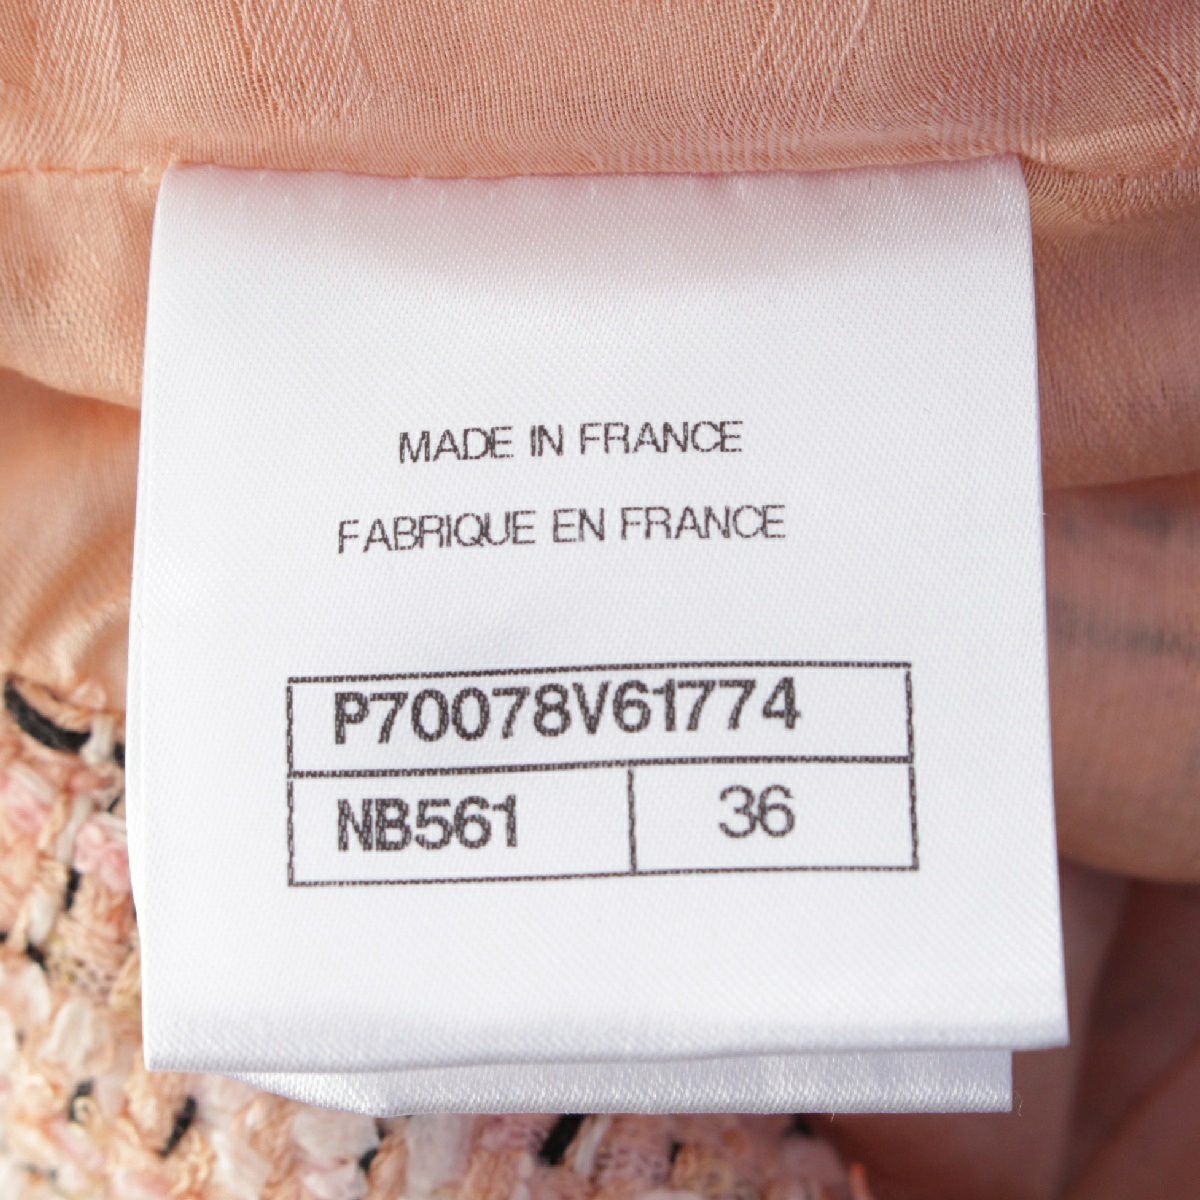 MADE IN FRANCE
FABRIQUE EN FRANCE
P70078V61774
NB561 36